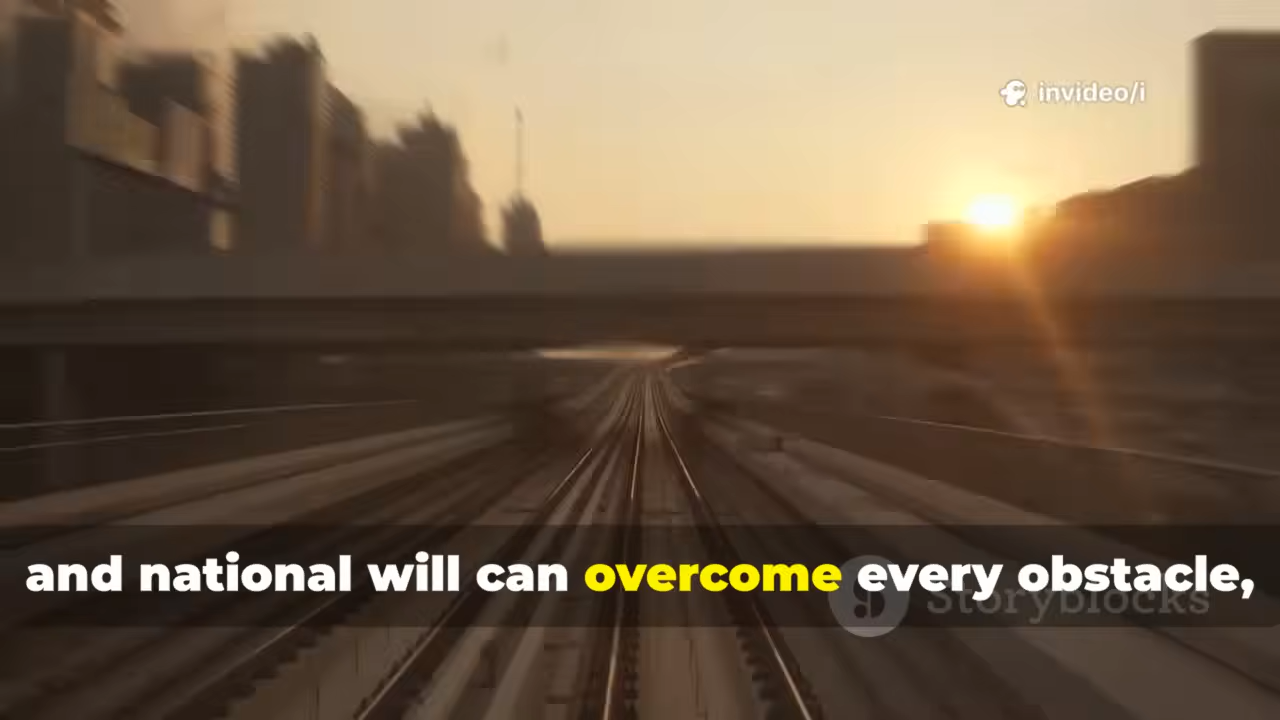 invideo/i
and national will can overcome every obstacle,
Storyblocks